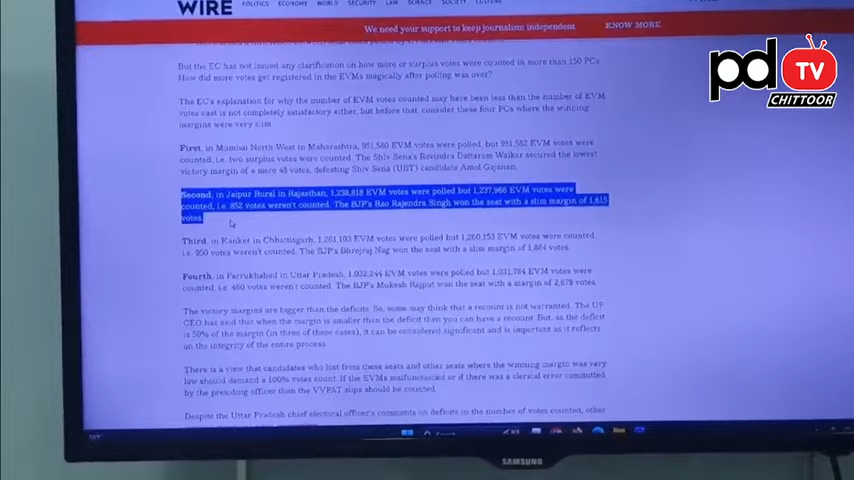 WIRE POLITICS ECONOMY WORLD SECURITY LAW SCIENCE SOCIETY CULTURE
We need your support to keep journalism independent. KNOW MORE
pd TV
CHITTOOR
But the EC has not issued any clarification on how more or surplus votes were counted in more than 150 PCs
How did more votes get registered in the EVMs magically after polling was over?
The EC's explanation for why the number of EVM votes counted may have been less than the number of EVM
votes cast is not completely satisfactory either, but before that, consider these four PCs where the winning
margins were very slim
First, in Mumbai North West in Maharashtra, 951,580 EVM votes were polled, but 951,582 EVM votes were
counted, i.e. two surplus votes were counted. The Shiv Sena's Ravindra Dattaram Waikar secured the lowest
victory margin of a mere 48 votes, defeating Shiv Sena (UBT) candidate Amol Gajanan.
Second, in Jaipur Rural in Rajasthan, 1,238,818 EVM votes were polled but 1,237,966 EVM votes were
counted, i.e. 852 votes weren't counted. The BJP's Rao Rajendra Singh won the seat with a slim margin of 1,615
votes.
Third, in Kanker in Chhattisgarh, 1,261,103 EVM votes were polled but 1,260,153 EVM votes were counted,
i.e. 950 votes weren't counted. The BJP's Bhojraj Nag won the seat with a slim margin of 1,884 votes.
Fourth, in Farrukhabad in Uttar Pradesh, 1,032,244 EVM votes were polled but 1,031,784 EVM votes were
counted, i.e. 460 votes weren't counted. The BJP's Mukesh Rajput won the seat with a margin of 2,678 votes.
The victory margins are bigger than the deficits. So, some may think that a recount is not warranted. The UP
CEO has said that when the margin is smaller than the deficit then you can have a recount. But, as the deficit
is 50% of the margin (in three of these cases), it can be considered significant and is important as it reflects
on the integrity of the entire process.
There is a view that candidates who lost from these seats and other seats where the winning margin was very
low should demand a 100% votes count. If the EVMs malfunctioned or if there was a clerical error committed
by the presiding officer then the VVPAT slips should be counted.
Despite the Uttar Pradesh chief electoral officer's comments on deficits in the number of votes counted, other
Search
SAMSUNG